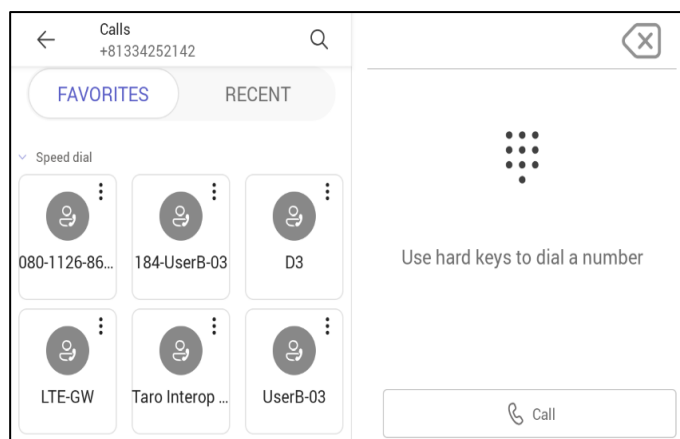 Calls
+81334252142
FAVORITES
RECENT
Speed dial
080-1126-86...
184-UserB-03
D3
LTE-GW
Taro Interop ...
UserB-03
Use hard keys to dial a number
Call